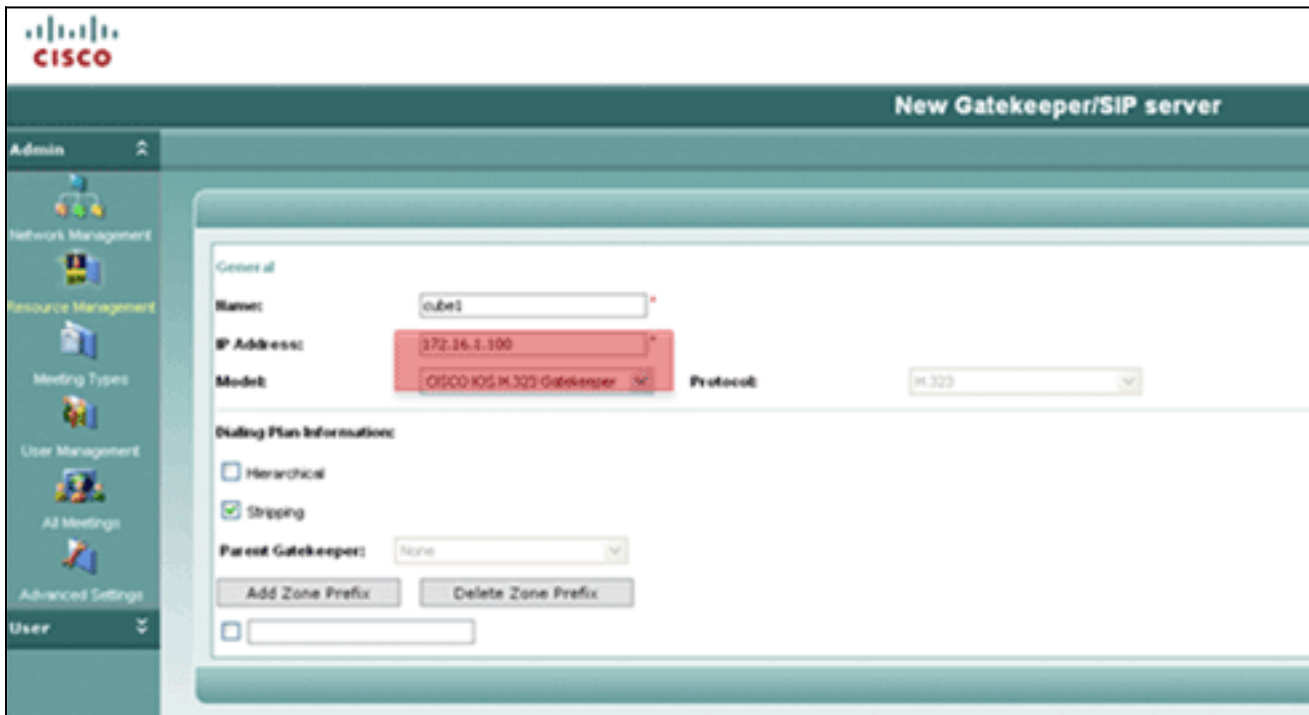 CISCO
New Gatekeeper/SIP server
Admin
Network Management
Resource Management
Meeting Types
User Management
All Meetings
Advanced Settings
User
General
Name: cube1 *
IP Address: 172.16.1.100 *
Model: CISCO IOS H.323 Gatekeeper Protocol: H.323
Dialing Plan Information:
Hierarchical
Stripping
Parent Gatekeeper: None
Add Zone Prefix Delete Zone Prefix